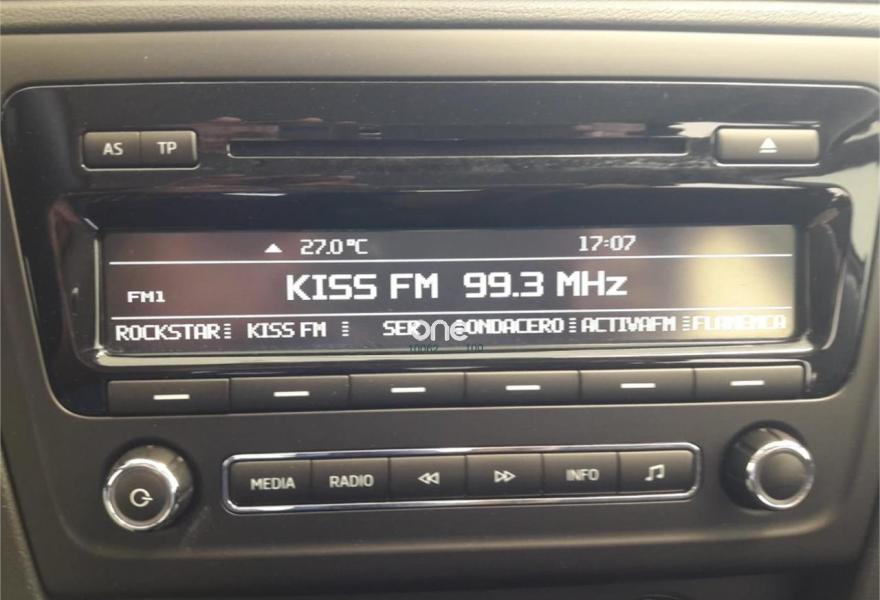 AS TP
27.0°C 17:07
FM1 KISS FM 99.3 MHz
ROCKSTAR KISS FM SER ONDACERO ACTIVAFM FLAMENCA
one
MEDIA RADIO INFO